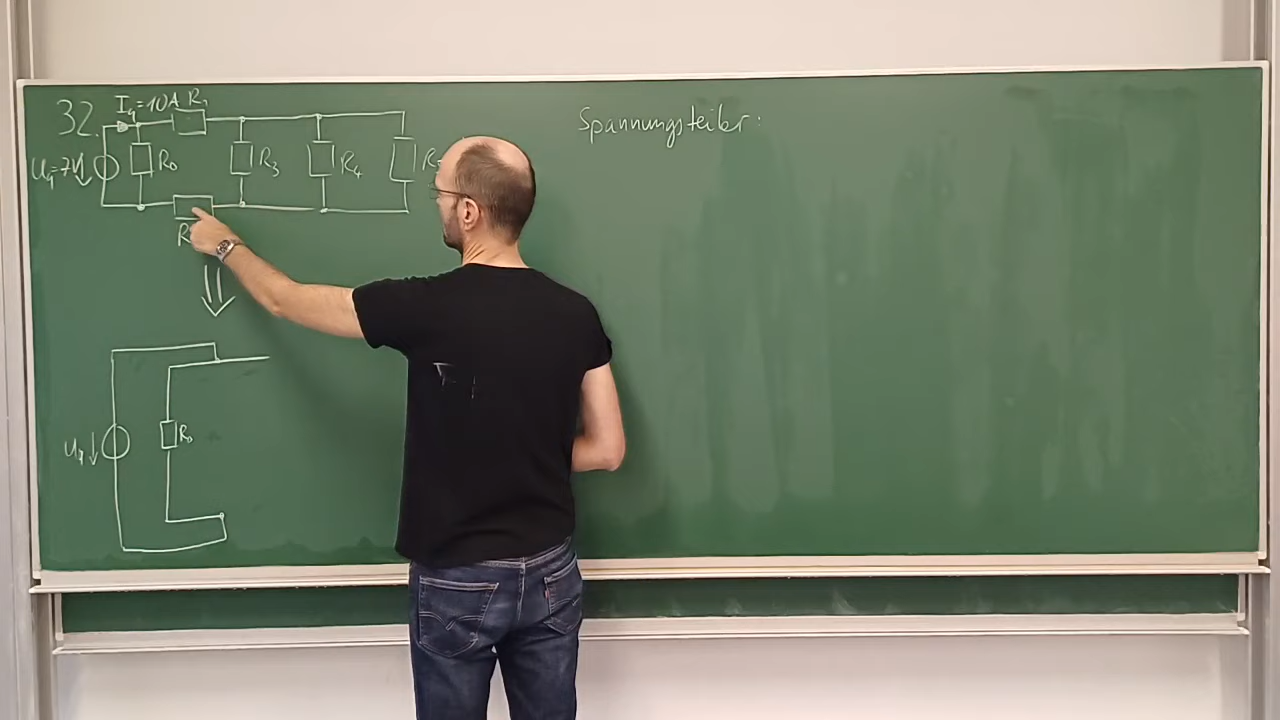 32.
I_q=10A R_1
Spannungsteiler:
U_q=7V
R_0
R_3
R_4
R
R
U_q
R_0